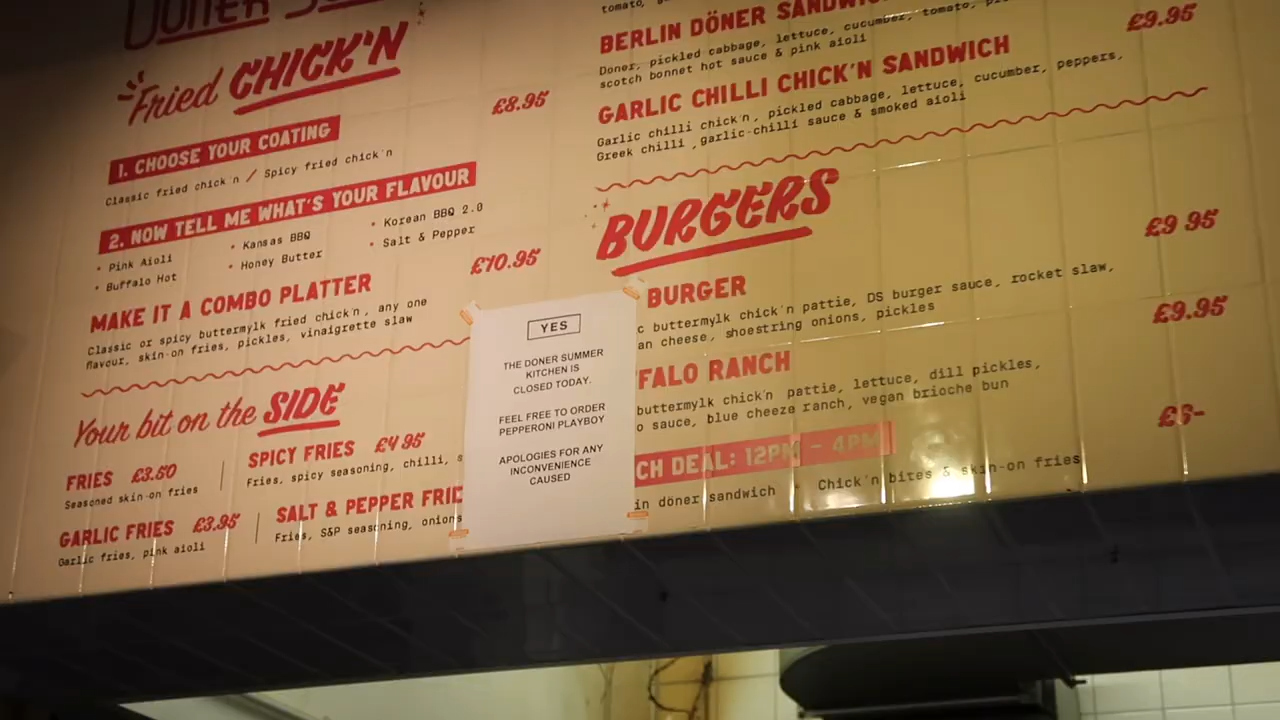 DÖNER
Fried CHICK'N
£8.95
1. CHOOSE YOUR COATING
Classic fried chick'n / Spicy fried chick'n
2. NOW TELL ME WHAT'S YOUR FLAVOUR
• Pink Aioli
• Kansas BBQ
• Korean BBQ 2.0
• Buffalo Hot
• Honey Butter
• Salt & Pepper
MAKE IT A COMBO PLATTER
£10.95
Classic or spicy buttermylk fried chick'n, any one
flavour, skin-on fries, pickles, vinaigrette slaw
Your bit on the SIDE
FRIES £3.50
Seasoned skin-on fries
SPICY FRIES £4.95
Fries, spicy seasoning, chilli, s
GARLIC FRIES £3.95
Garlic fries, pink aioli
SALT & PEPPER FRIE
Fries, S&P seasoning, onions
YES
THE DONER SUMMER
KITCHEN IS
CLOSED TODAY.
FEEL FREE TO ORDER
PEPPERONI PLAYBOY
APOLOGIES FOR ANY
INCONVENIENCE
CAUSED
tomato,
BERLIN DÖNER SANDWIC
Doner, pickled cabbage, lettuce, cucumber, tomato,
scotch bonnet hot sauce & pink aioli
GARLIC CHILLI CHICK'N SANDWICH
£9.95
Garlic chilli chick'n, pickled cabbage, lettuce, cucumber, peppers,
Greek chilli ,garlic-chilli sauce & smoked aioli
BURGERS
BURGER
£9 95
c buttermylk chick'n pattie, DS burger sauce, rocket slaw,
an cheese, shoestring onions, pickles
FALO RANCH
£9.95
buttermylk chick'n pattie, lettuce, dill pickles,
o sauce, blue cheeze ranch, vegan brioche bun
CH DEAL: 12PM - 4PM
£6-
in döner sandwich
Chick'n bites & skin-on fries